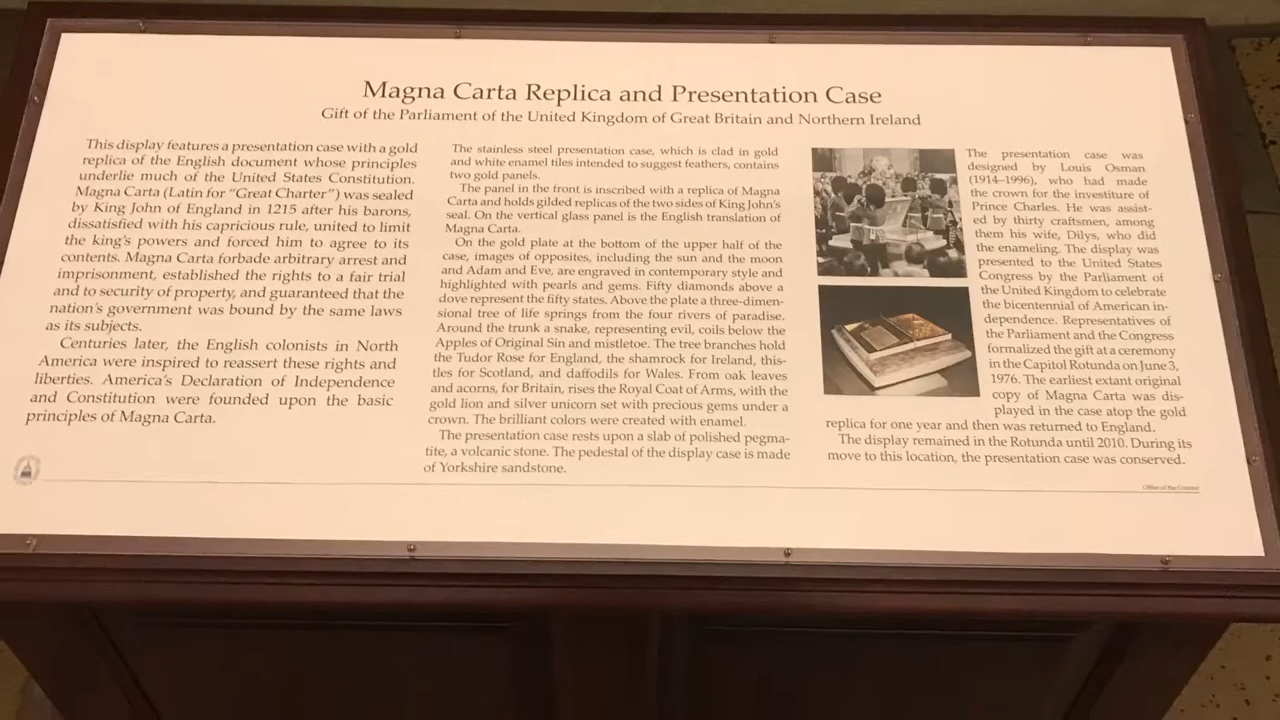 Magna Carta Replica and Presentation Case
Gift of the Parliament of the United Kingdom of Great Britain and Northern Ireland
This display features a presentation case with a gold
replica of the English document whose principles
underlie much of the United States Constitution.
Magna Carta (Latin for “Great Charter”) was sealed
by King John of England in 1215 after his barons,
dissatisfied with his capricious rule, united to limit
the king's powers and forced him to agree to its
contents. Magna Carta forbade arbitrary arrest and
imprisonment, established the rights to a fair trial
and to security of property, and guaranteed that the
nation's government was bound by the same laws
as its subjects.
Centuries later, the English colonists in North
America were inspired to reassert these rights and
liberties. America's Declaration of Independence
and Constitution were founded upon the basic
principles of Magna Carta.
The stainless steel presentation case, which is clad in gold
and white enamel tiles intended to suggest feathers, contains
two gold panels.
The panel in the front is inscribed with a replica of Magna
Carta and holds gilded replicas of the two sides of King John's
seal. On the vertical glass panel is the English translation of
Magna Carta.
On the gold plate at the bottom of the upper half of the
case, images of opposites, including the sun and the moon
and Adam and Eve, are engraved in contemporary style and
highlighted with pearls and gems. Fifty diamonds above a
dove represent the fifty states. Above the plate a three-dimen-
sional tree of life springs from the four rivers of paradise.
Around the trunk a snake, representing evil, coils below the
Apples of Original Sin and mistletoe. The tree branches hold
the Tudor Rose for England, the shamrock for Ireland, this-
tles for Scotland, and daffodils for Wales. From oak leaves
and acorns, for Britain, rises the Royal Coat of Arms, with the
gold lion and silver unicorn set with precious gems under a
crown. The brilliant colors were created with enamel.
The presentation case rests upon a slab of polished pegma-
tite, a volcanic stone. The pedestal of the display case is made
of Yorkshire sandstone.
The presentation case was
designed by Louis Osman
(1914–1996), who had made
the crown for the investiture of
Prince Charles. He was assist-
ed by thirty craftsmen, among
them his wife, Dilys, who did
the enameling. The display was
presented to the United States
Congress by the Parliament of
the United Kingdom to celebrate
the bicentennial of American in-
dependence. Representatives of
the Parliament and the Congress
formalized the gift at a ceremony
in the Capitol Rotunda on June 3,
1976. The earliest extant original
copy of Magna Carta was dis-
played in the case atop the gold
replica for one year and then was returned to England.
The display remained in the Rotunda until 2010. During its
move to this location, the presentation case was conserved.
Office of the Curator